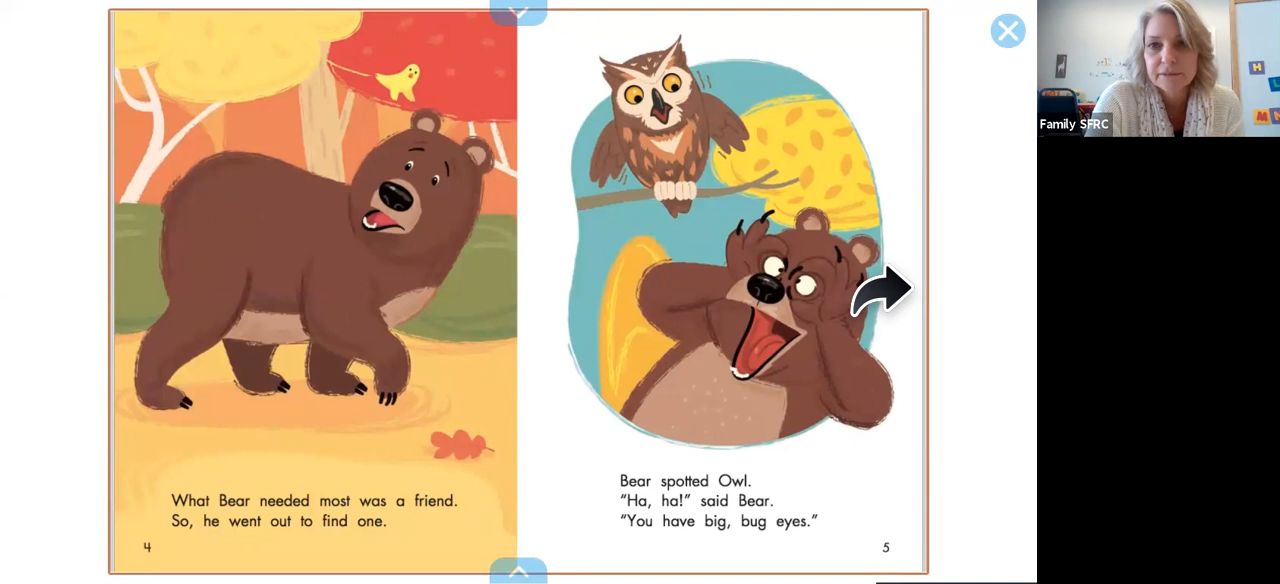 What Bear needed most was a friend.
So, he went out to find one.
4
Bear spotted Owl.
“Ha, ha!” said Bear.
“You have big, bug eyes.”
5
Family SFRC
H
M